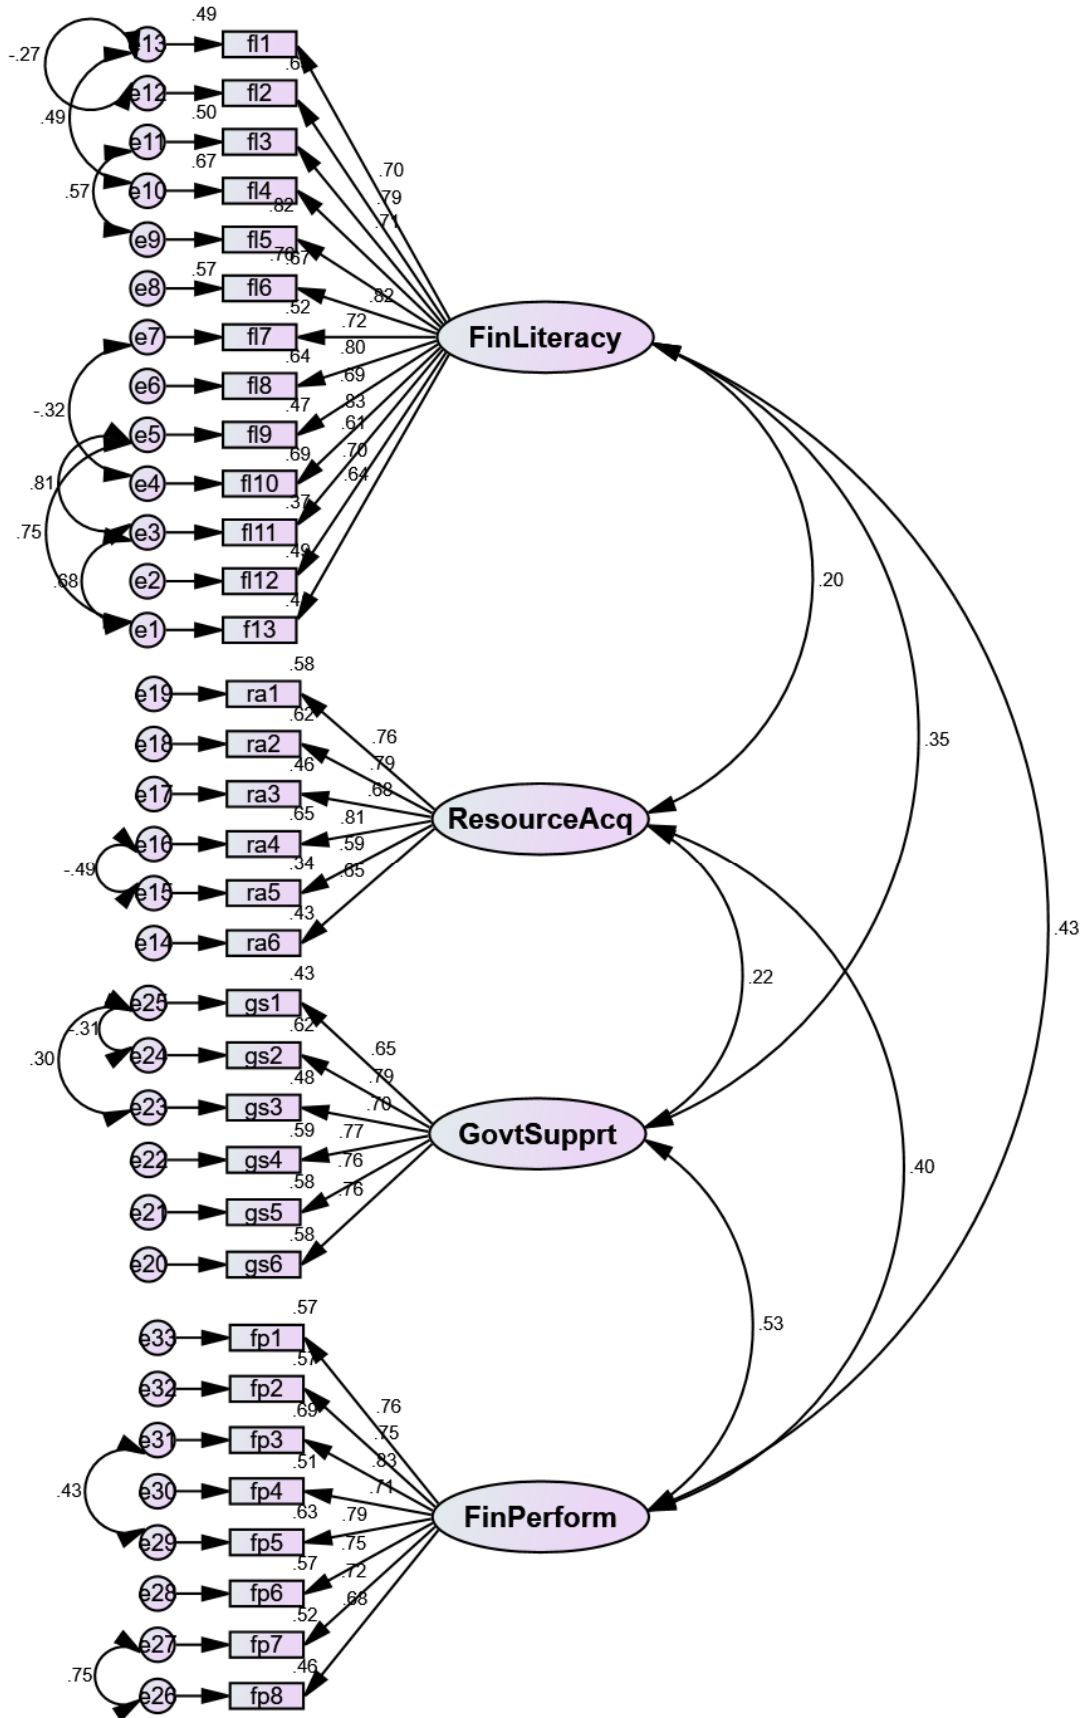 .49
e13 fl1
-.27
e12 fl2
.50
.49
e11 fl3
.67
.57
e10 fl4
.82
e9 fl5
.67
.57
e8 fl6
.52
e7 fl7
.64
e6 fl8
.47
-.32
e5 fl9
.69
.81
e4 fl10
.37
.75
e3 fl11
.49
.68
e2 fl12
e1 f13
.70
.79
.71
.82
.72
.80
.69
.83
.61
.70
.64
FinLiteracy
.20
.35
.43
.58
e19 ra1
.62
e18 ra2
.46
e17 ra3
.65
e16 ra4
-.49
.34
e15 ra5
.43
e14 ra6
.76
.79
.68
.81
.59
.65
ResourceAcq
.22
.40
.43
e25 gs1
-.31
.62
.30
e24 gs2
.48
e23 gs3
.59
e22 gs4
.58
e21 gs5
.58
e20 gs6
.65
.79
.70
.77
.76
.76
GovtSupprt
.53
.57
e33 fp1
.57
e32 fp2
.69
e31 fp3
.51
.43
e30 fp4
.63
e29 fp5
.57
e28 fp6
.52
e27 fp7
.75
.46
e26 fp8
.76
.75
.83
.71
.79
.75
.72
.68
FinPerform